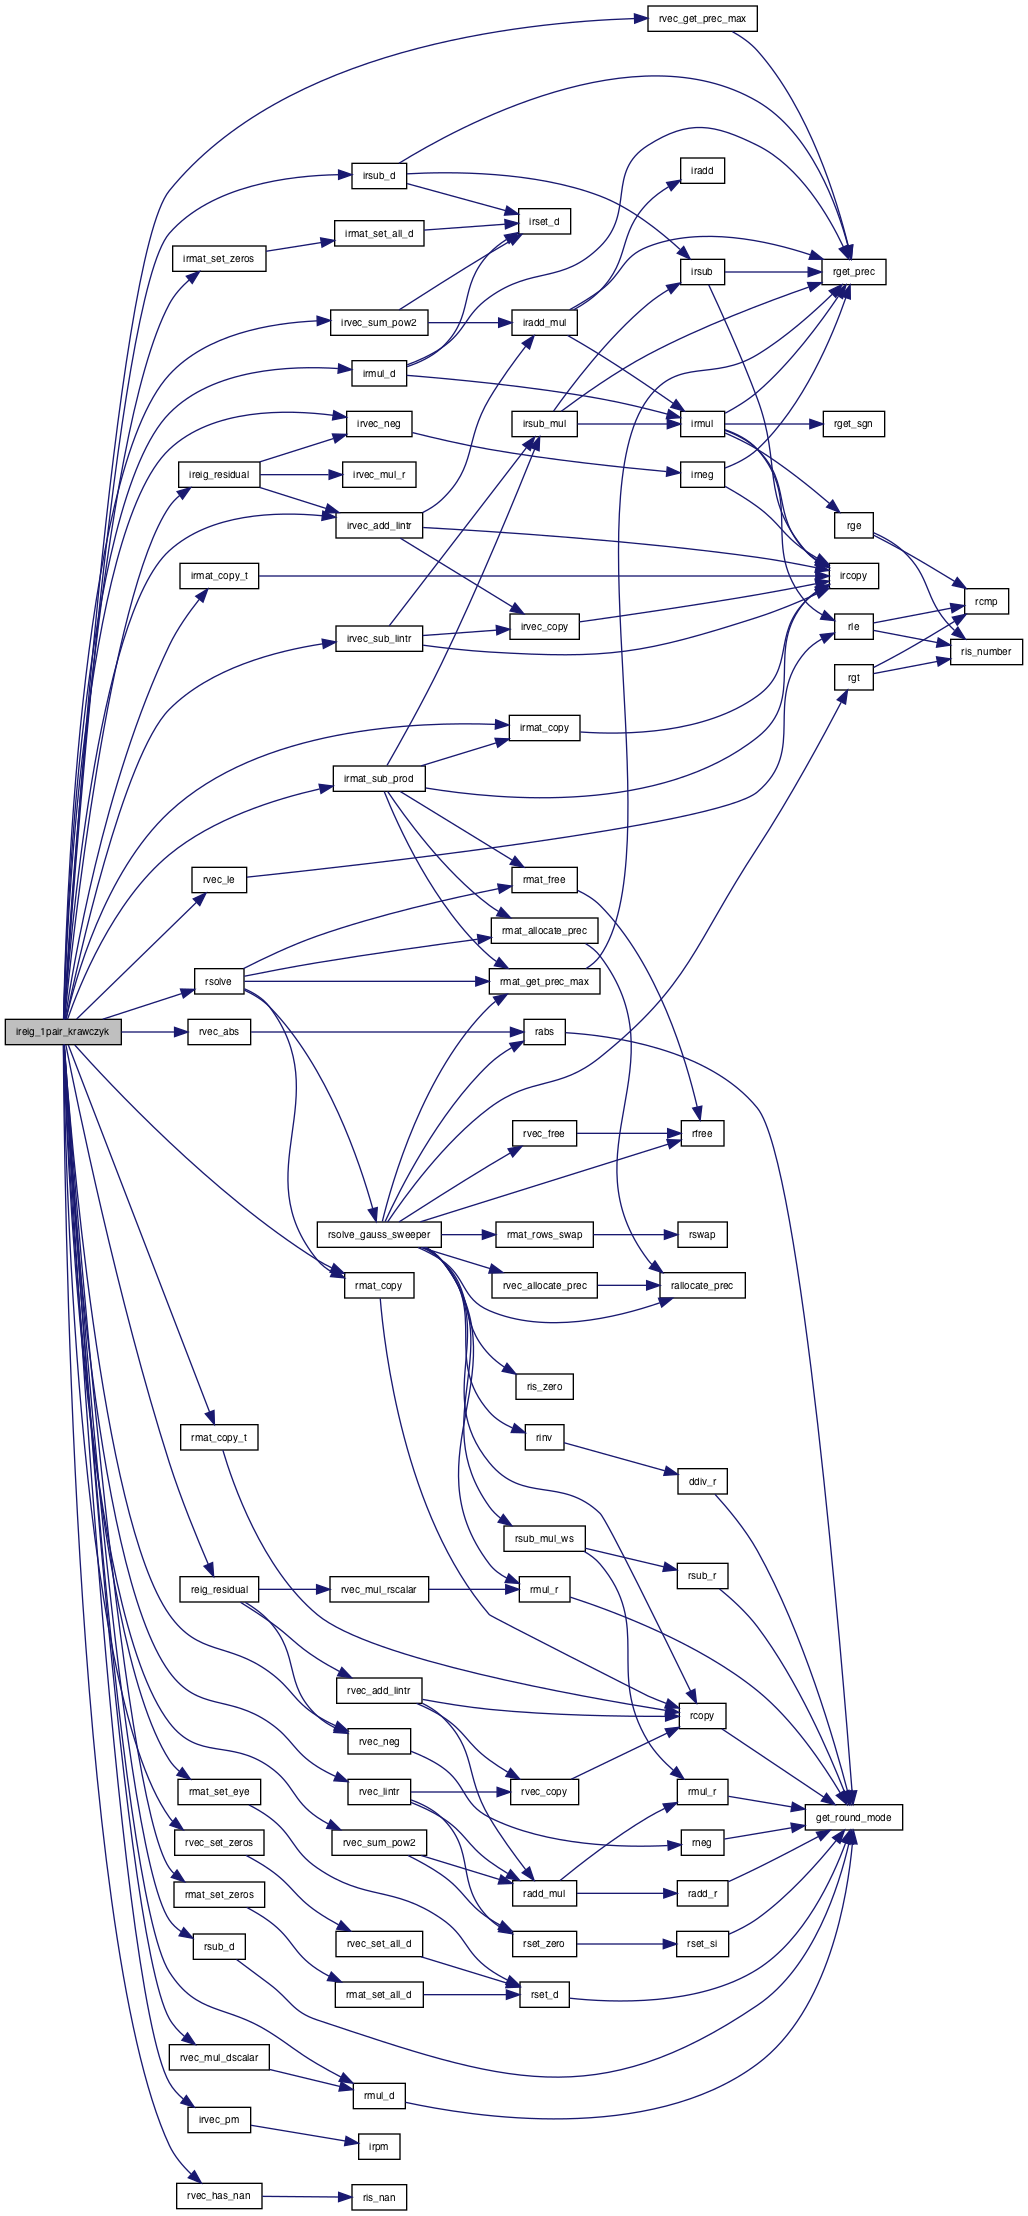 rvec_get_prec_max
iradd
irsub_d
irset_d
irmat_set_all_d
irmat_set_zeros
irsub
rget_prec
irvec_sum_pow2
iradd_mul
irmul_d
irvec_neg
irsub_mul
irmul
rget_sgn
ireig_residual
irvec_mul_r
irneg
irvec_add_lintr
rge
irmat_copy_t
ircopy
rcmp
irvec_copy
rle
irvec_sub_lintr
ris_number
rgt
irmat_copy
irmat_sub_prod
rvec_le
rmat_free
rmat_allocate_prec
rsolve
rmat_get_prec_max
ireig_1pair_krawczyk
rvec_abs
rabs
rvec_free
rfree
rsolve_gauss_sweeper
rmat_rows_swap
rswap
rmat_copy
rvec_allocate_prec
rallocate_prec
ris_zero
rmat_copy_t
rinv
ddiv_r
rsub_mul_ws
rsub_r
reig_residual
rvec_mul_rscalar
rmul_r
rvec_add_lintr
rcopy
rvec_neg
rmat_set_eye
rvec_lintr
rvec_copy
rmul_r
get_round_mode
rvec_set_zeros
rvec_sum_pow2
rneg
rmat_set_zeros
radd_mul
radd_r
rsub_d
rvec_set_all_d
rset_zero
rset_si
rmat_set_all_d
rset_d
rvec_mul_dscalar
rmul_d
irvec_pm
irpm
rvec_has_nan
ris_nan